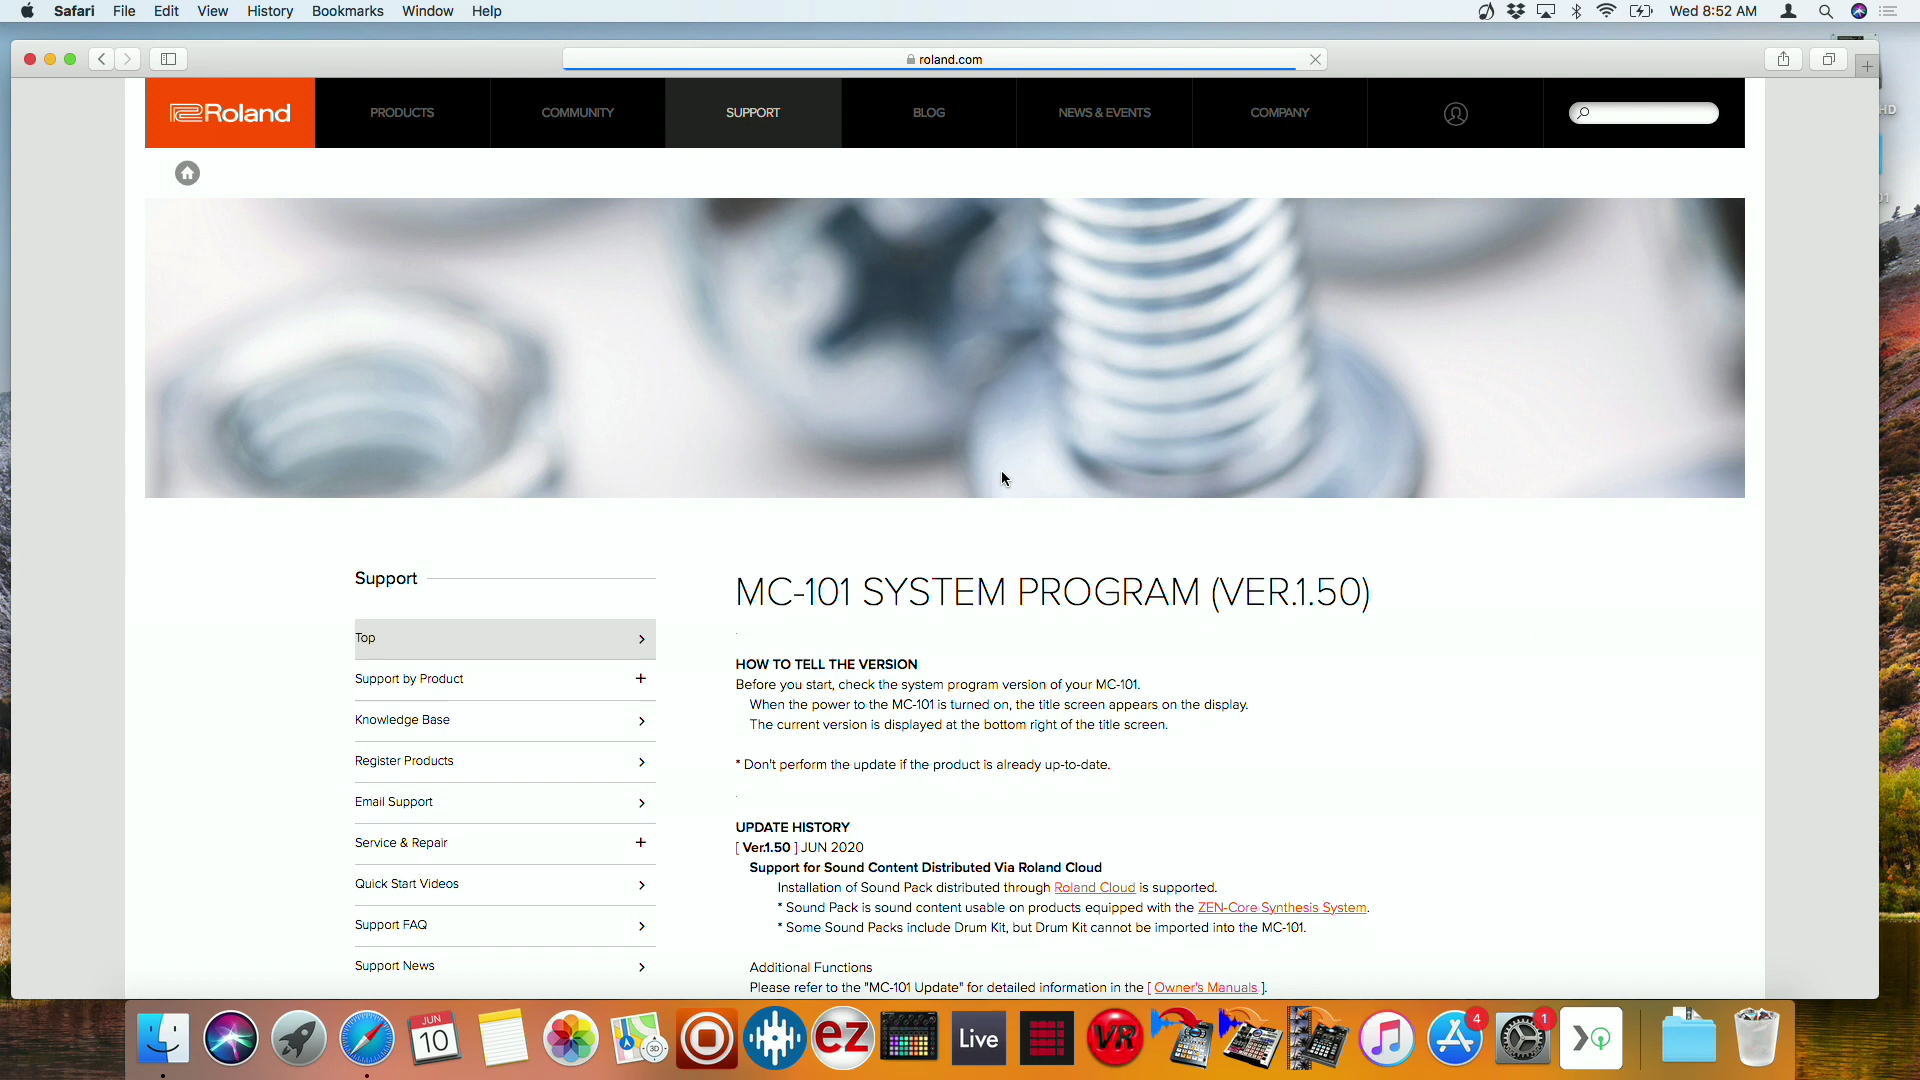 Safari File Edit View History Bookmarks Window Help
Wed 8:52 AM
roland.com
Roland
PRODUCTS
COMMUNITY
SUPPORT
BLOG
NEWS & EVENTS
COMPANY
HD
Support
Top
Support by Product
Knowledge Base
Register Products
Email Support
Service & Repair
Quick Start Videos
Support FAQ
Support News
MC-101 SYSTEM PROGRAM (VER.1.50)
HOW TO TELL THE VERSION
Before you start, check the system program version of your MC-101.
When the power to the MC-101 is turned on, the title screen appears on the display.
The current version is displayed at the bottom right of the title screen.
* Don't perform the update if the product is already up-to-date.
UPDATE HISTORY
[ Ver.1.50 ] JUN 2020
Support for Sound Content Distributed Via Roland Cloud
Installation of Sound Pack distributed through Roland Cloud is supported.
* Sound Pack is sound content usable on products equipped with the ZEN-Core Synthesis System.
* Some Sound Packs include Drum Kit, but Drum Kit cannot be imported into the MC-101.
Additional Functions
Please refer to the "MC-101 Update" for detailed information in the [ Owner's Manuals ].
JUN
10
3D
ez
Live
VR
4
1